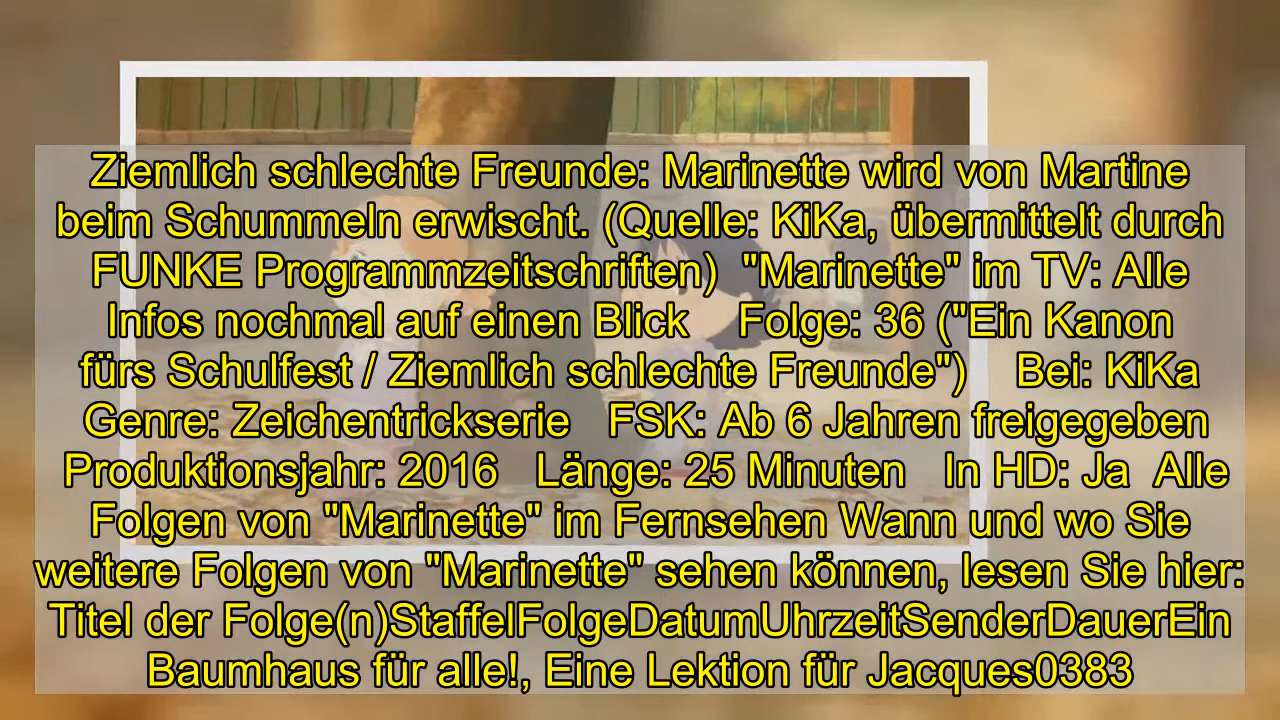 Ziemlich schlechte Freunde: Marinette wird von Martine
beim Schummeln erwischt. (Quelle: KiKa, übermittelt durch
FUNKE Programmzeitschriften)  "Marinette" im TV: Alle
Infos nochmal auf einen Blick    Folge: 36 ("Ein Kanon
fürs Schulfest / Ziemlich schlechte Freunde")    Bei: KiKa
Genre: Zeichentrickserie   FSK: Ab 6 Jahren freigegeben
Produktionsjahr: 2016   Länge: 25 Minuten   In HD: Ja  Alle
Folgen von "Marinette" im Fernsehen Wann und wo Sie
weitere Folgen von "Marinette" sehen können, lesen Sie hier:
Titel der Folge(n)StaffelFolgeDatumUhrzeitSenderDauerEin
Baumhaus für alle!, Eine Lektion für Jacques0383